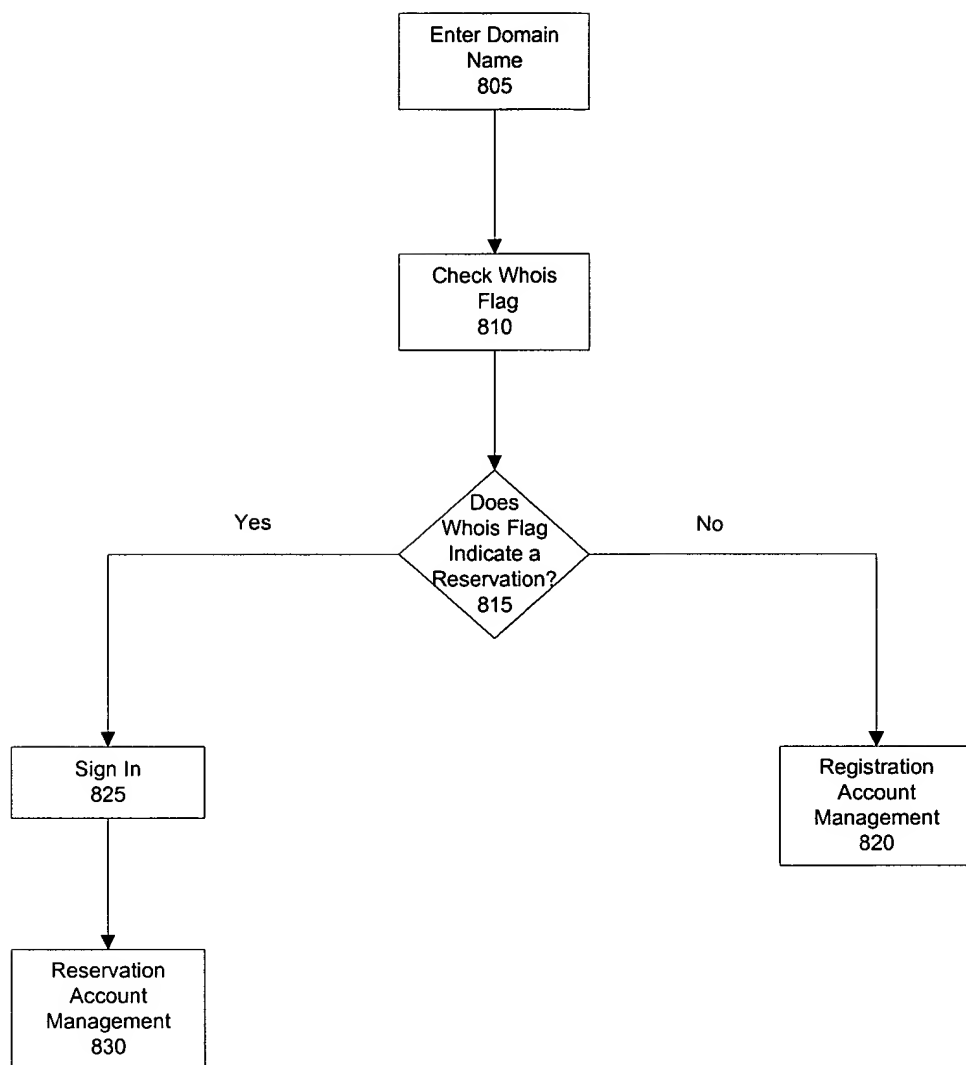 Enter Domain
Name
805
Check Whois
Flag
810
Does
Whois Flag
Indicate a
Reservation?
815
Yes
No
Sign In
825
Registration
Account
Management
820
Reservation
Account
Management
830